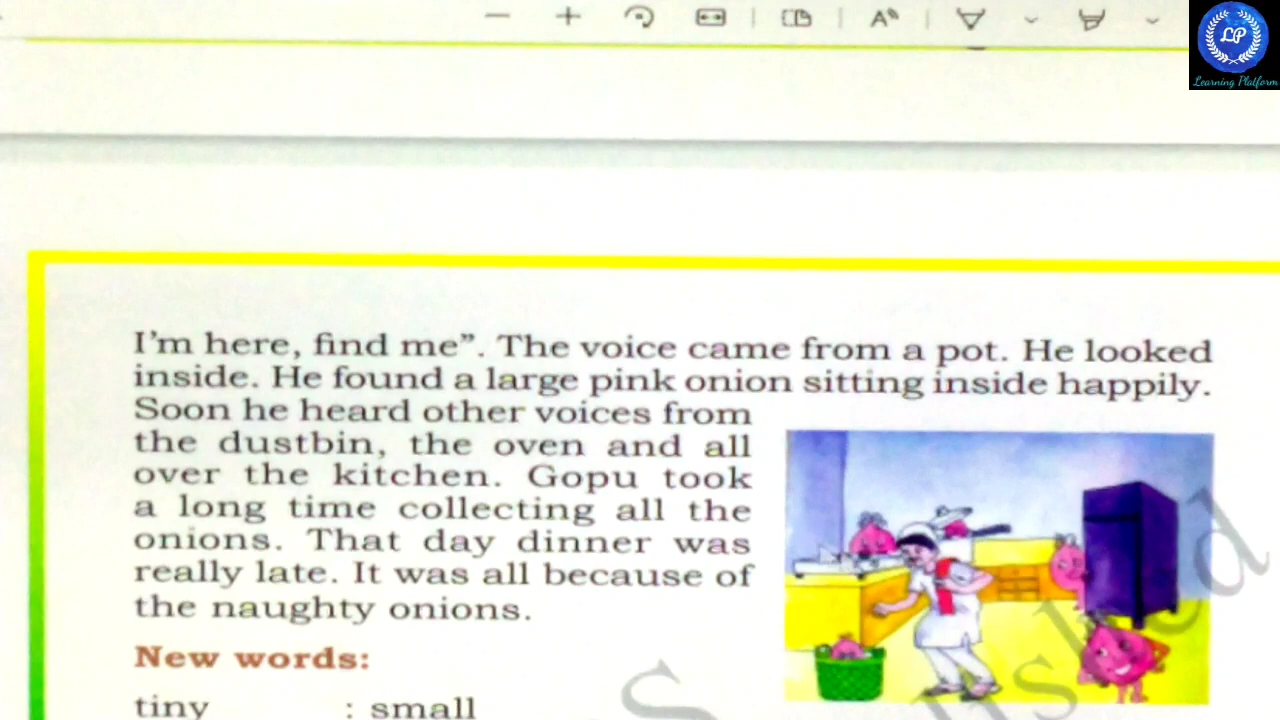 LP
Learning Platform
I'm here, find me". The voice came from a pot. He looked
inside. He found a large pink onion sitting inside happily.
Soon he heard other voices from
the dustbin, the oven and all
over the kitchen. Gopu took
a long time collecting all the
onions. That day dinner was
really late. It was all because of
the naughty onions.
New words:
tiny : small